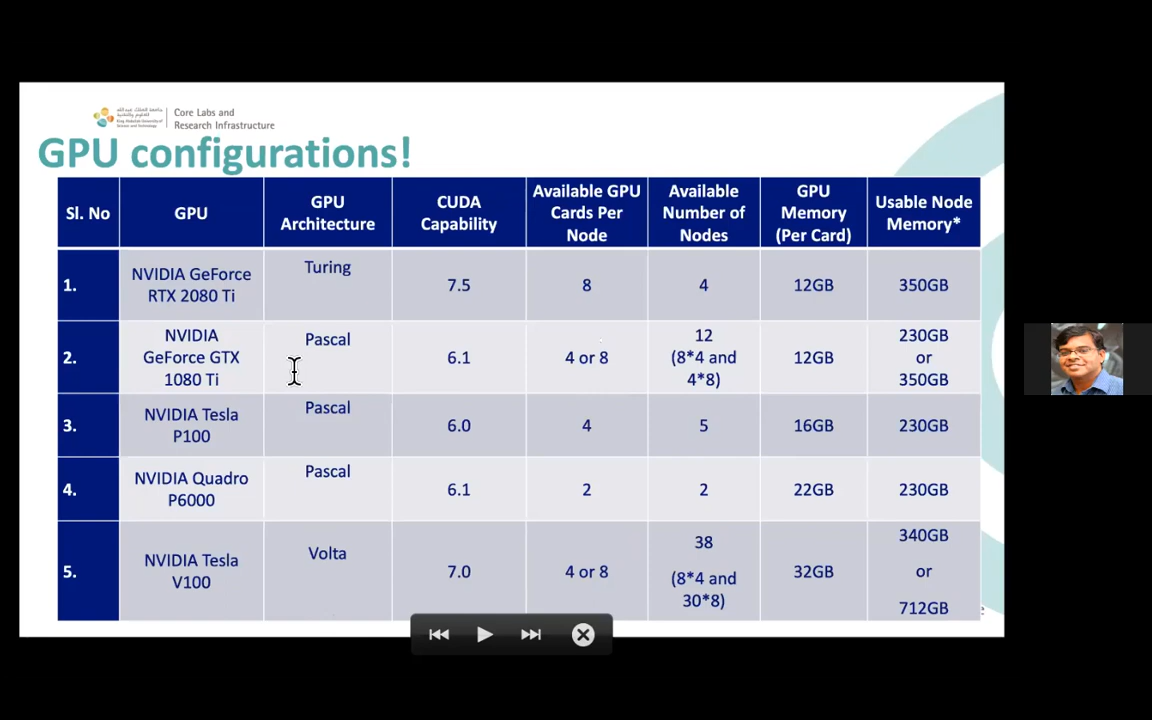 Core Labs and
Research Infrastructure
GPU configurations!
Sl. No
GPU
GPU
Architecture
CUDA
Capability
Available GPU
Cards Per
Node
Available
Number of
Nodes
GPU
Memory
(Per Card)
Usable Node
Memory*
1.
NVIDIA GeForce
RTX 2080 Ti
Turing
7.5
8
4
12GB
350GB
2.
NVIDIA
GeForce GTX
1080 Ti
Pascal
6.1
4 or 8
12
(8*4 and
4*8)
12GB
230GB
or
350GB
3.
NVIDIA Tesla
P100
Pascal
6.0
4
5
16GB
230GB
4.
NVIDIA Quadro
P6000
Pascal
6.1
2
2
22GB
230GB
5.
NVIDIA Tesla
V100
Volta
7.0
4 or 8
38
(8*4 and
30*8)
32GB
340GB
or
712GB